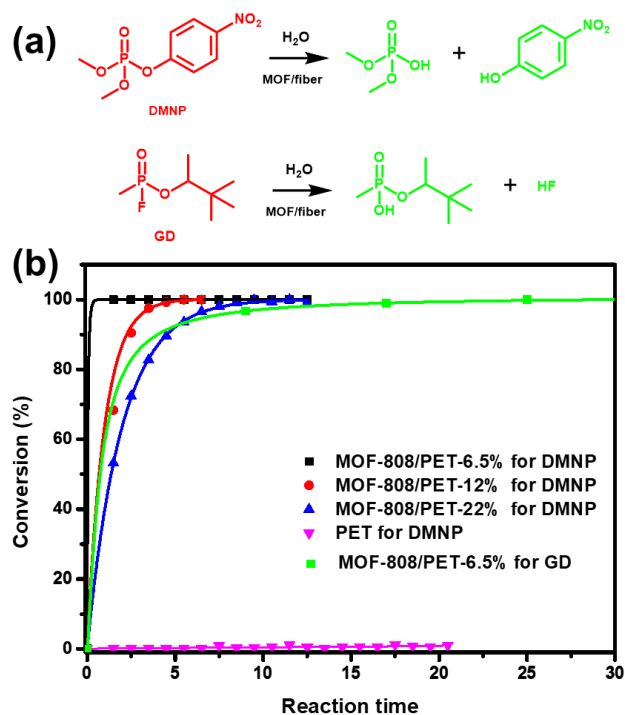 (a)
O
P
O
O
O
NO₂
DMNP
H₂O
MOF/fiber
O
P
O
OH
O
+
HO
NO₂
O
P
O
F
GD
H₂O
MOF/fiber
O
P
O
OH
+
HF
(b)
Conversion (%)
100
80
60
40
20
0
MOF-808/PET-6.5% for DMNP
MOF-808/PET-12% for DMNP
MOF-808/PET-22% for DMNP
PET for DMNP
MOF-808/PET-6.5% for GD
0 5 10 15 20 25 30
Reaction time